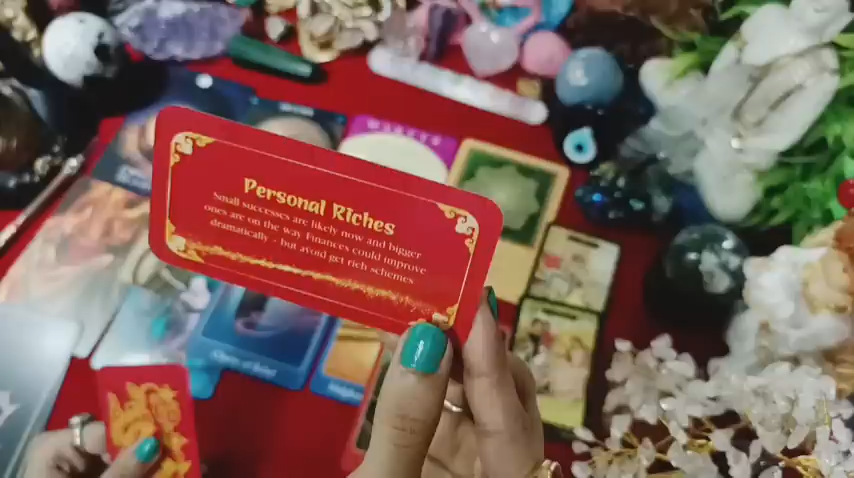 Personal Riches
Small successes are likely now and bigger
ones are on the way Finances could improve
dramatically - but avoid get rich schemes